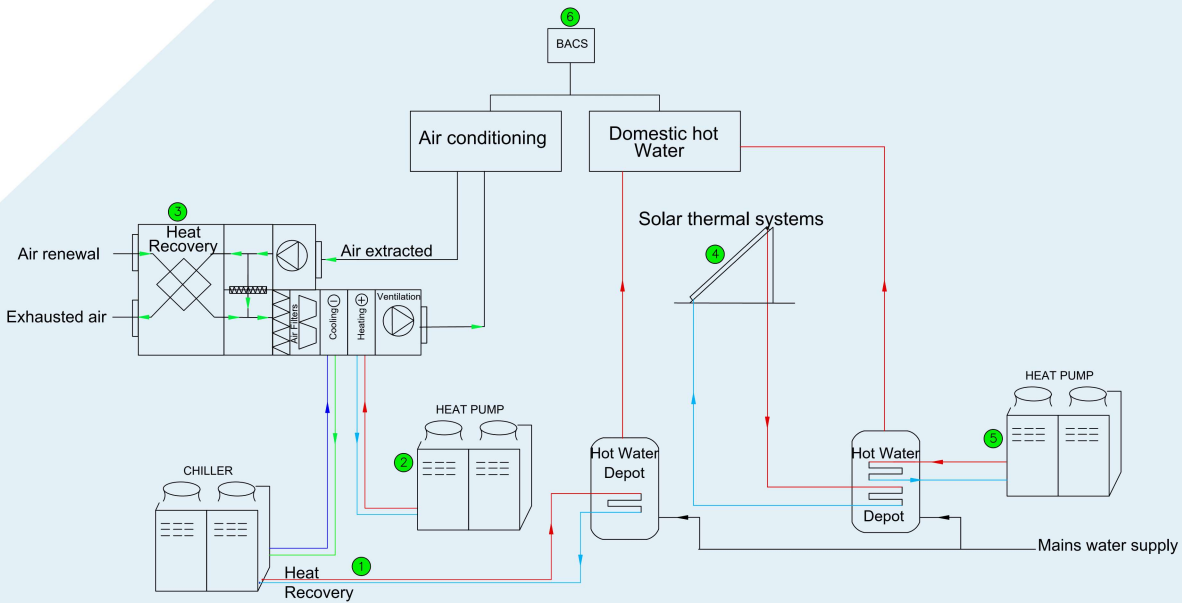 6
BACS
Air conditioning
Domestic hot
Water
3
Heat
Recovery
Air renewal
Air extracted
Exhausted air
Air Filters
Cooling
Heating
Ventilation
Solar thermal systems
4
HEAT PUMP
2
HEAT PUMP
5
CHILLER
Hot Water
Depot
Hot Water
Depot
Mains water supply
1
Heat
Recovery